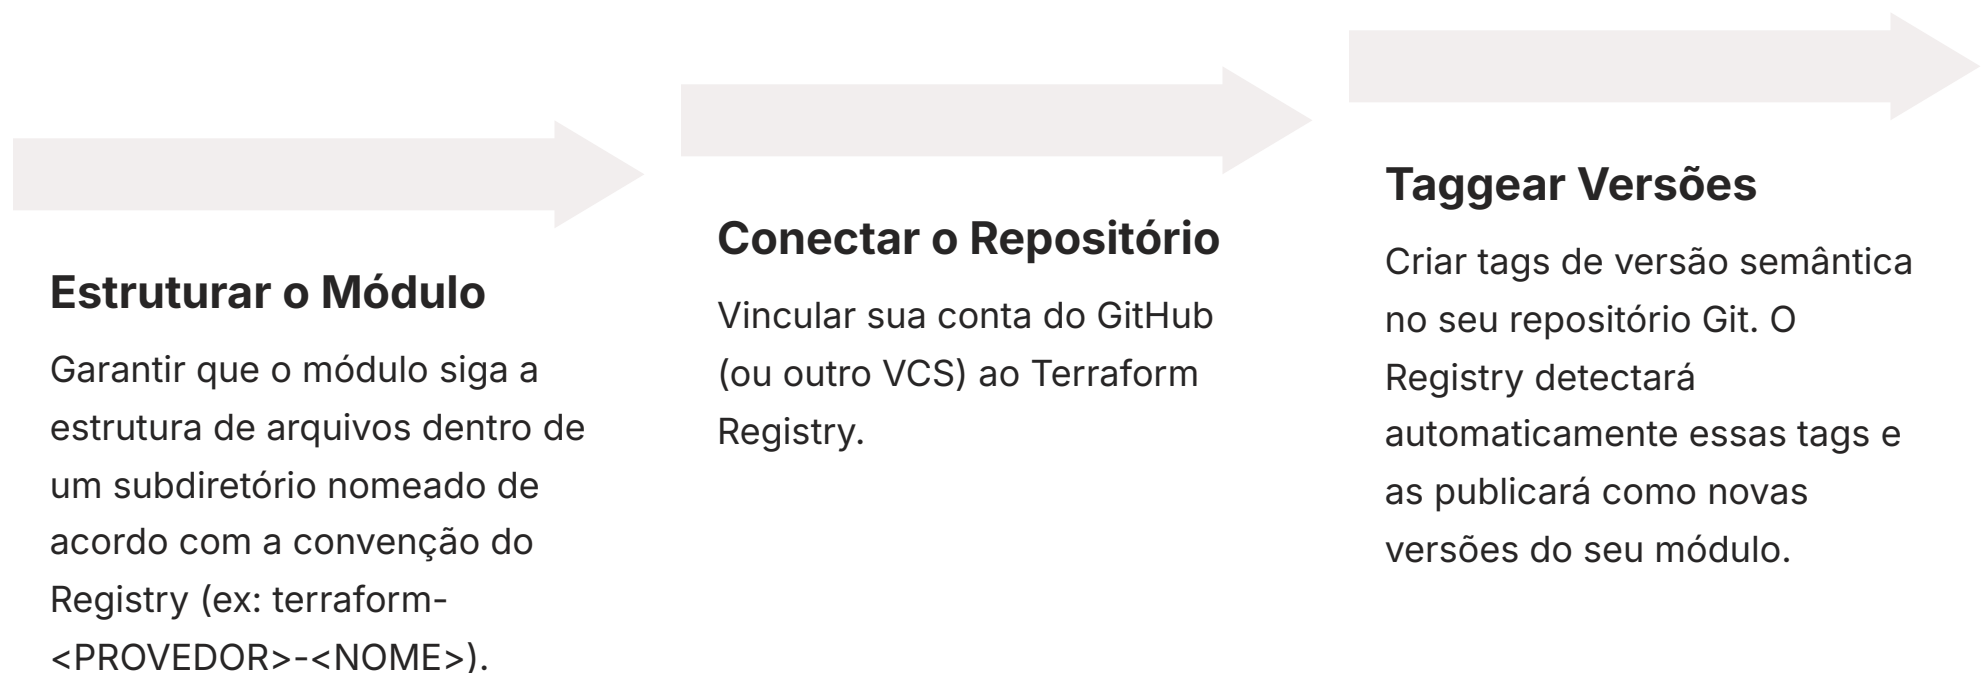 Estruturar o Módulo
Garantir que o módulo siga a
estrutura de arquivos dentro de
um subdiretório nomeado de
acordo com a convenção do
Registry (ex: terraform-
<PROVEDOR>-<NOME>).
Conectar o Repositório
Vincular sua conta do GitHub
(ou outro VCS) ao Terraform
Registry.
Taggear Versões
Criar tags de versão semântica
no seu repositório Git. O
Registry detectará
automaticamente essas tags e
as publicará como novas
versões do seu módulo.